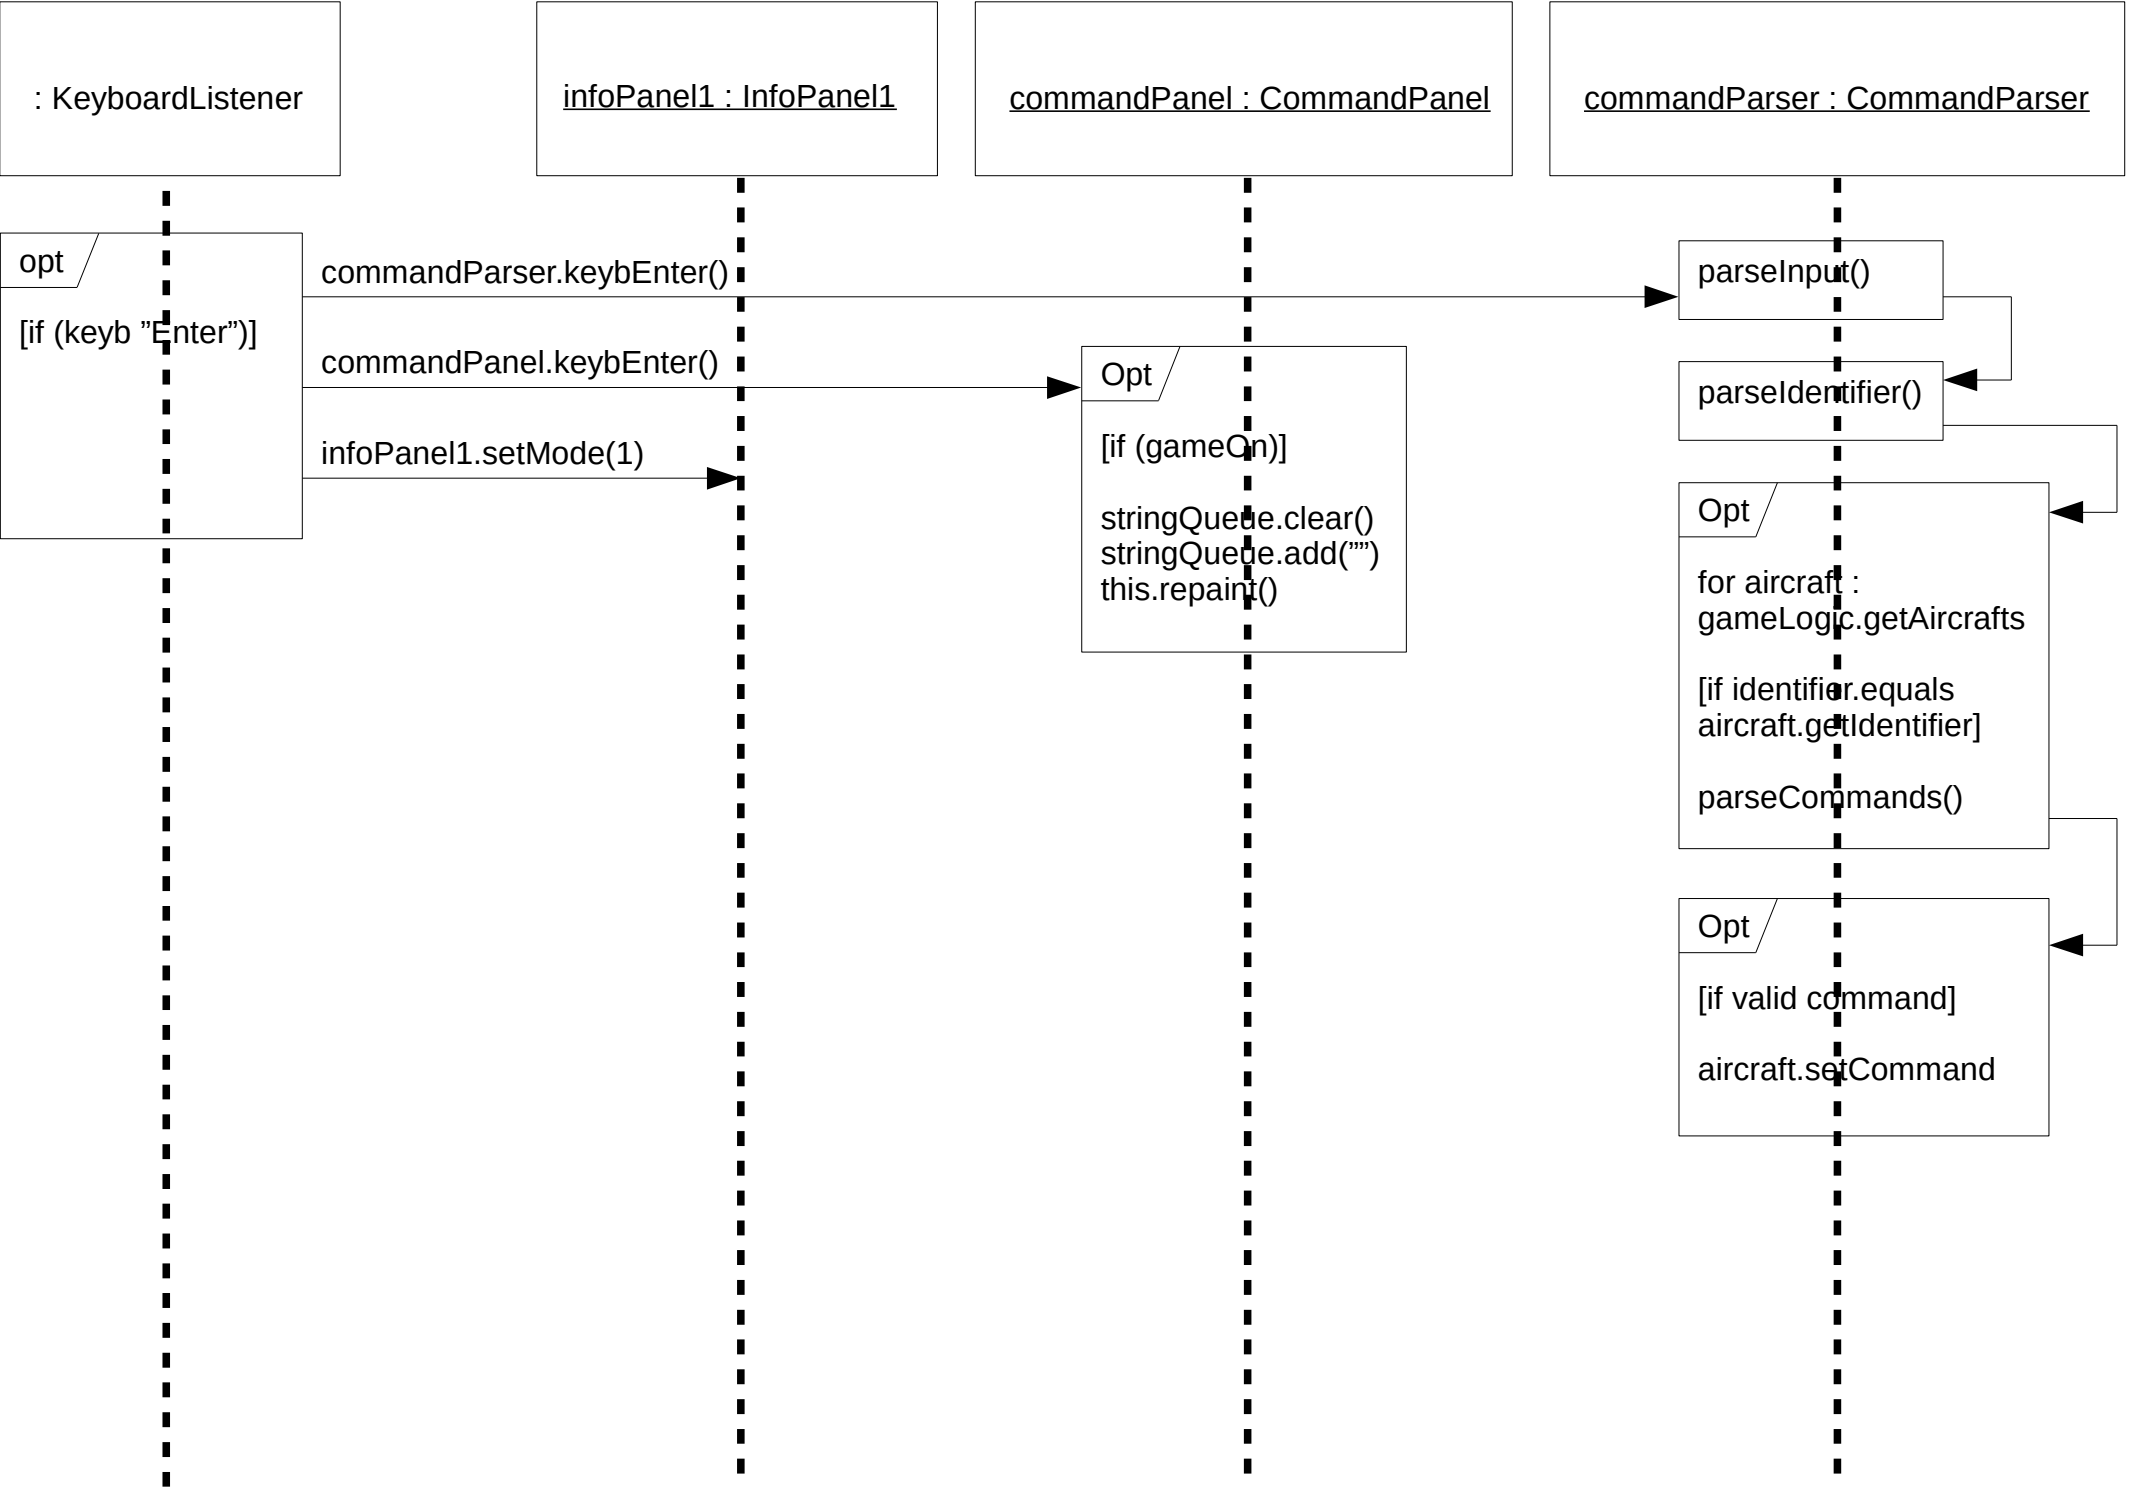 : KeyboardListener
infoPanel1 : InfoPanel1
commandPanel : CommandPanel
commandParser : CommandParser
opt
[if (keyb ”Enter”)]
commandParser.keybEnter()
commandPanel.keybEnter()
infoPanel1.setMode(1)
Opt
[if (gameOn)]
stringQueue.clear()
stringQueue.add(””)
this.repaint()
parseInput()
parseIdentifier()
Opt
for aircraft :
gameLogic.getAircrafts
[if identifier.equals
aircraft.getIdentifier]
parseCommands()
Opt
[if valid command]
aircraft.setCommand